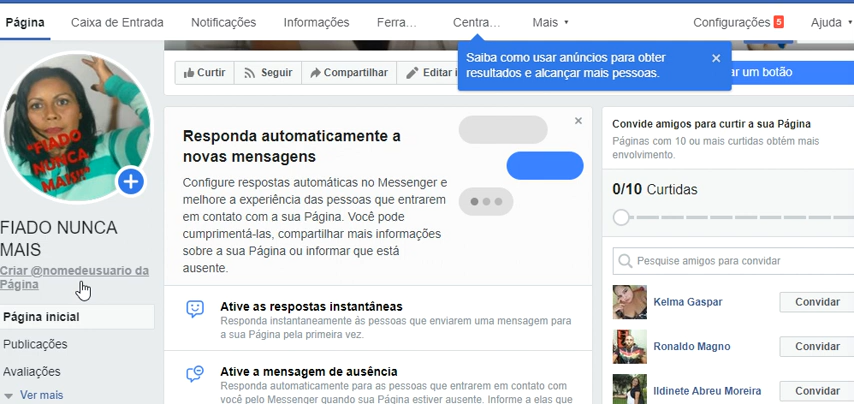 Página Caixa de Entrada Notificações Informações Ferra... Centra... Mais Configurações 5 Ajuda
Saiba como usar anúncios para obter
resultados e alcançar mais pessoas.
Curtir Seguir Compartilhar Editar
um botão
"FIADO
NUNCA
MAIS!!"
FIADO NUNCA
MAIS
Criar @nomedeusuario da
Página
Página inicial
Publicações
Avaliações
Ver mais
Responda automaticamente a
novas mensagens
Configure respostas automáticas no Messenger e
melhore a experiência das pessoas que entrarem
em contato com a sua Página. Você pode
cumprimentá-las, compartilhar mais informações
sobre a sua Página ou informar que está
ausente.
Ative as respostas instantâneas
Responda instantaneamente às pessoas que enviarem uma mensagem para
a sua Página pela primeira vez.
Ative a mensagem de ausência
Responda automaticamente para as pessoas que entrarem em contato com
você pelo Messenger quando sua Página estiver ausente. Informe a elas que
Convide amigos para curtir a sua Página
Páginas com 10 ou mais curtidas obtêm mais
envolvimento.
0/10 Curtidas
Pesquise amigos para convidar
Kelma Gaspar Convidar
Ronaldo Magno Convidar
Ildinete Abreu Moreira Convidar